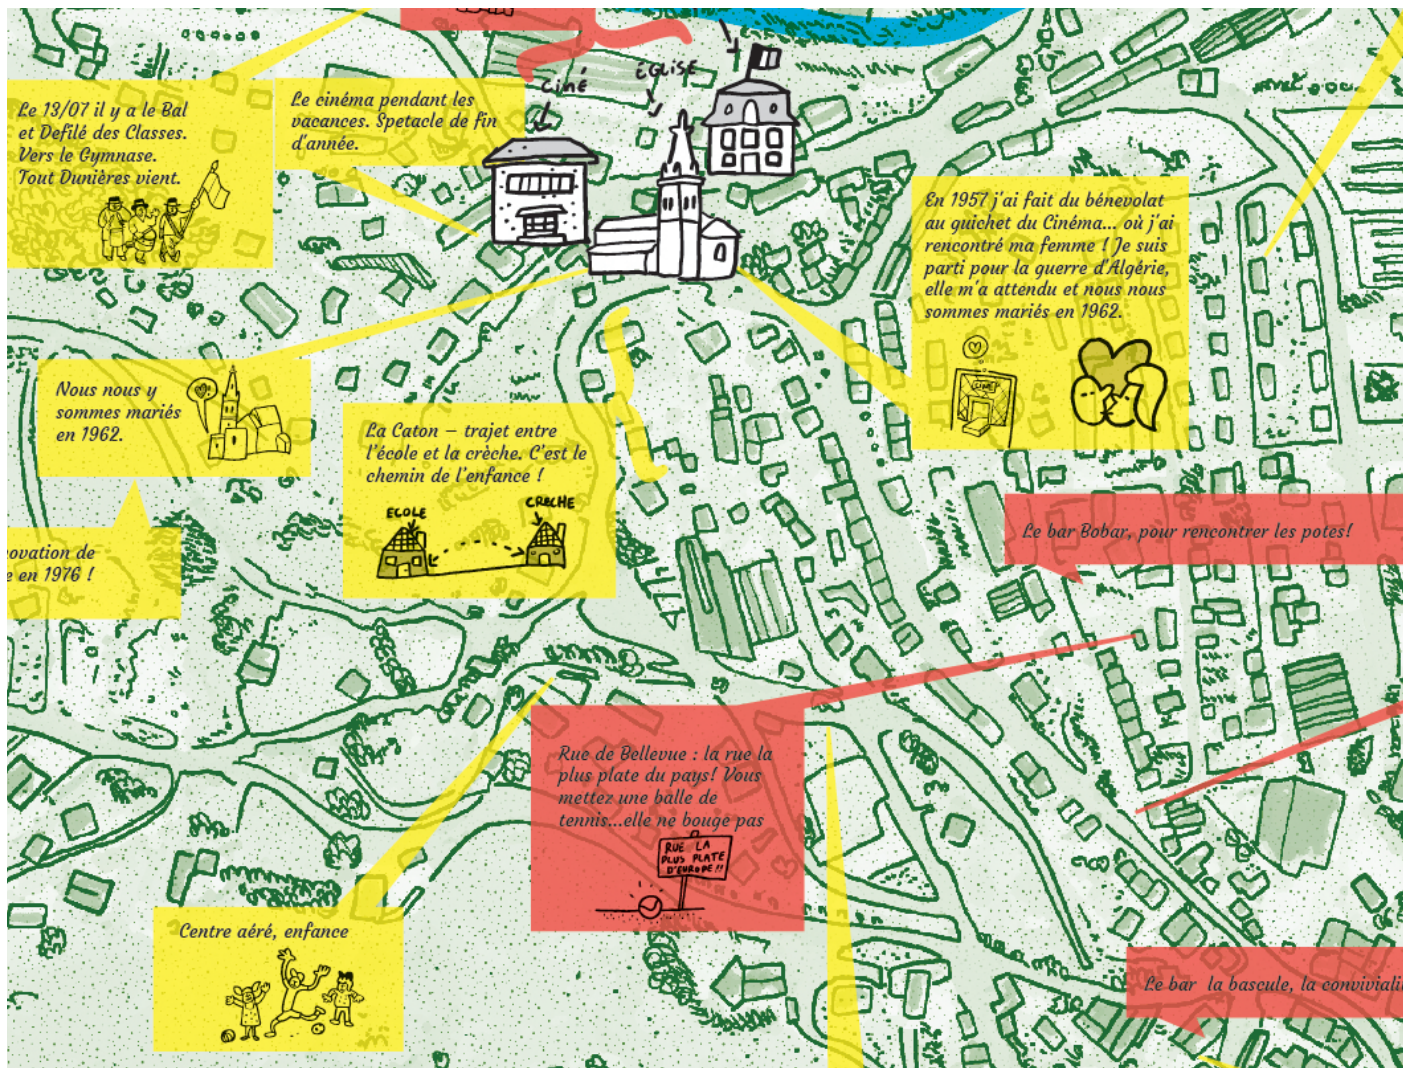 Le 13/07 il y a le Bal
et Defilé des Classes.
Vers le Gymnase.
Tout Dunières vient.
Le cinéma pendant les
vacances. Spetacle de fin
d'année.
Ciné
ÉGLISE
En 1957 j'ai fait du bénevolat
au guichet du Cinéma... où j'ai
rencontré ma femme ! Je suis
parti pour la guerre d'Algérie,
elle m'a attendu et nous nous
sommes mariés en 1962.
CINÉ
Nous nous y
sommes mariés
en 1962.
La Caton – trajet entre
l'école et la crèche. C'est le
chemin de l'enfance !
ECOLE
CRECHE
ovation de
e en 1976 !
Le bar Bobar, pour rencontrer les potes!
Rue de Bellevue : la rue la
plus plate du pays! Vous
mettez une balle de
tennis...elle ne bouge pas
RUE LA
PLUS PLATE
D'EUROPE !!
Centre aéré, enfance
Le bar la bascule, la conviviali